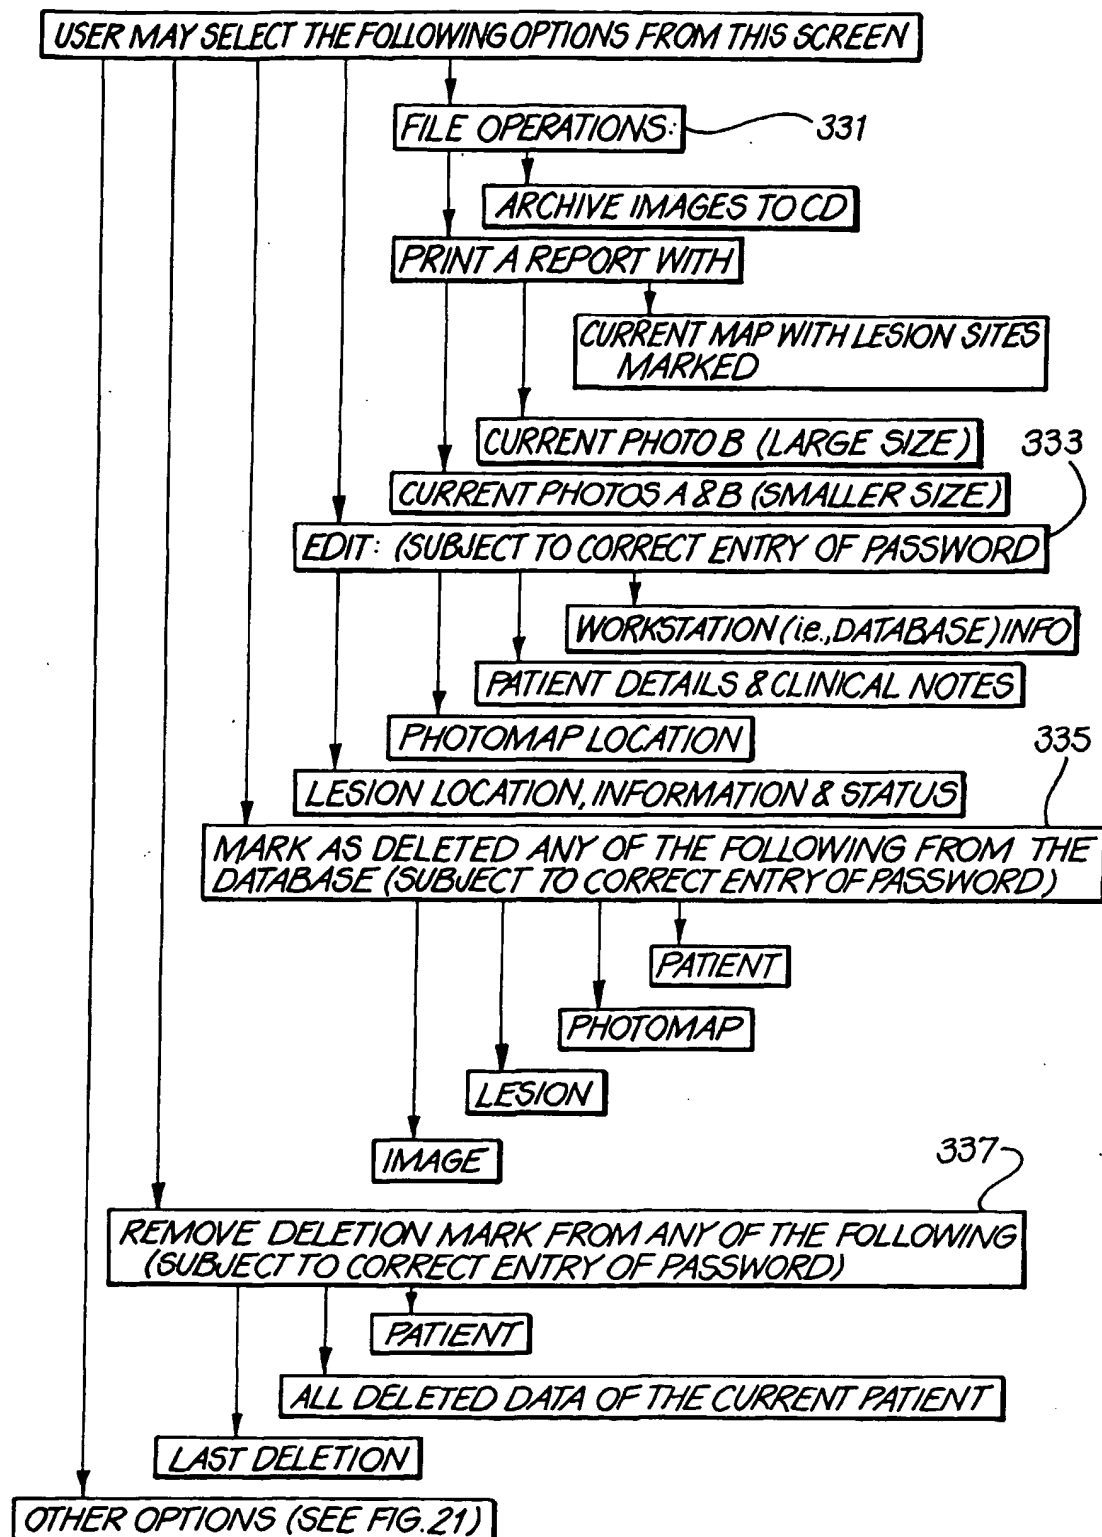 USER MAY SELECT THE FOLLOWING OPTIONS FROM THIS SCREEN
FILE OPERATIONS:
331
ARCHIVE IMAGES TO CD
PRINT A REPORT WITH
CURRENT MAP WITH LESION SITES
MARKED
CURRENT PHOTO B (LARGE SIZE)
333
CURRENT PHOTOS A & B (SMALLER SIZE)
EDIT: (SUBJECT TO CORRECT ENTRY OF PASSWORD
WORKSTATION (ie., DATABASE) INFO
PATIENT DETAILS & CLINICAL NOTES
PHOTOMAP LOCATION
335
LESION LOCATION, INFORMATION & STATUS
MARK AS DELETED ANY OF THE FOLLOWING FROM THE
DATABASE (SUBJECT TO CORRECT ENTRY OF PASSWORD)
PATIENT
PHOTOMAP
LESION
IMAGE
337
REMOVE DELETION MARK FROM ANY OF THE FOLLOWING
(SUBJECT TO CORRECT ENTRY OF PASSWORD)
PATIENT
ALL DELETED DATA OF THE CURRENT PATIENT
LAST DELETION
OTHER OPTIONS (SEE FIG.21)